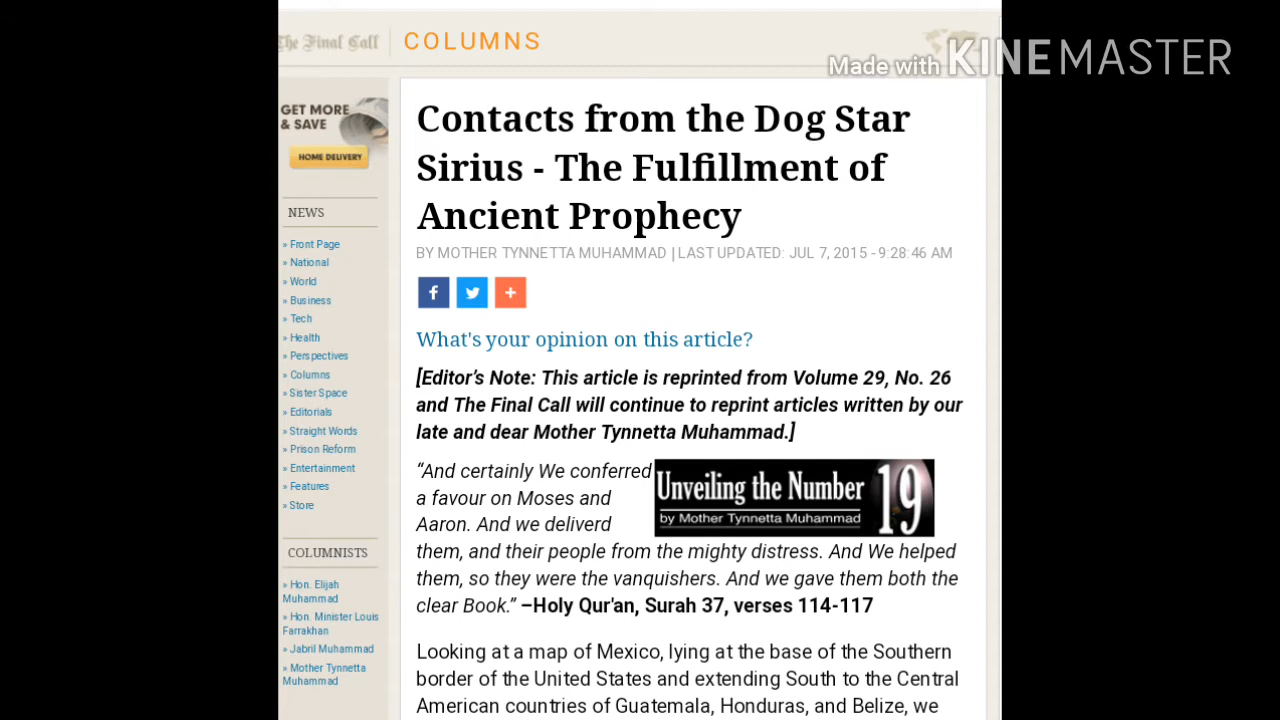 The Final Call
COLUMNS
Made with KINEMASTER
GET MORE
& SAVE
HOME DELIVERY
NEWS
» Front Page
» National
» World
» Business
» Tech
» Health
» Perspectives
» Columns
» Sister Space
» Editorials
» Straight Words
» Prison Reform
» Entertainment
» Features
» Store
COLUMNISTS
» Hon. Elijah
Muhammad
» Hon. Minister Louis
Farrakhan
» Jabril Muhammad
» Mother Tynnetta
Muhammad
Contacts from the Dog Star
Sirius - The Fulfillment of
Ancient Prophecy
BY MOTHER TYNNETTA MUHAMMAD | LAST UPDATED: JUL 7, 2015 - 9:28:46 AM
f
+
What's your opinion on this article?
[Editor’s Note: This article is reprinted from Volume 29, No. 26
and The Final Call will continue to reprint articles written by our
late and dear Mother Tynnetta Muhammad.]
“And certainly We conferred
a favour on Moses and
Aaron. And we deliverd
Unveiling the Number 19
by Mother Tynnetta Muhammad
them, and their people from the mighty distress. And We helped
them, so they were the vanquishers. And we gave them both the
clear Book.” –Holy Qur'an, Surah 37, verses 114-117
Looking at a map of Mexico, lying at the base of the Southern
border of the United States and extending South to the Central
American countries of Guatemala, Honduras, and Belize, we